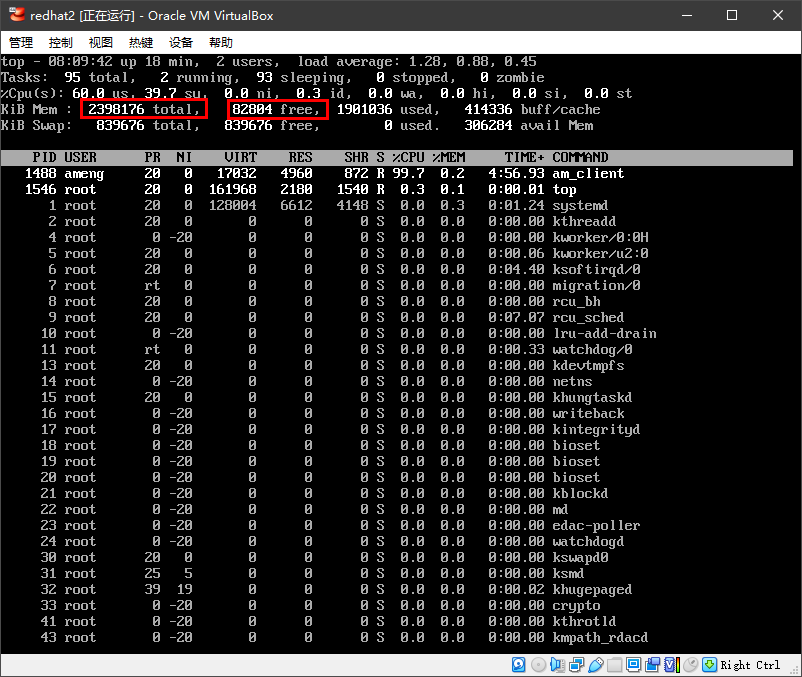 redhat2 [正在运行] - Oracle VM VirtualBox
管理 控制 视图 热键 设备 帮助
top - 08:09:42 up 18 min, 2 users, load average: 1.28, 0.88, 0.45
Tasks: 95 total, 2 running, 93 sleeping, 0 stopped, 0 zombie
%Cpu(s): 60.0 us, 39.7 sy, 0.0 ni, 0.3 id, 0.0 wa, 0.0 hi, 0.0 si, 0.0 st
KiB Mem : 2398176 total, 82804 free, 1901036 used, 414336 buff/cache
KiB Swap: 839676 total, 839676 free, 0 used. 306284 avail Mem
PID USER PR NI VIRT RES SHR S %CPU %MEM TIME+ COMMAND
1488 ameng 20 0 17032 4960 872 R 99.7 0.2 4:56.93 am_client
1546 root 20 0 161968 2180 1540 R 0.3 0.1 0:00.01 top
1 root 20 0 128004 6612 4148 S 0.0 0.3 0:01.24 systemd
2 root 20 0 0 0 0 S 0.0 0.0 0:00.00 kthreadd
4 root 0 -20 0 0 0 S 0.0 0.0 0:00.00 kworker/0:0H
5 root 20 0 0 0 0 S 0.0 0.0 0:00.06 kworker/u2:0
6 root 20 0 0 0 0 S 0.0 0.0 0:04.40 ksoftirqd/0
7 root rt 0 0 0 0 S 0.0 0.0 0:00.00 migration/0
8 root 20 0 0 0 0 S 0.0 0.0 0:00.00 rcu_bh
9 root 20 0 0 0 0 S 0.0 0.0 0:07.07 rcu_sched
10 root 0 -20 0 0 0 S 0.0 0.0 0:00.00 lru-add-drain
11 root rt 0 0 0 0 S 0.0 0.0 0:00.33 watchdog/0
13 root 20 0 0 0 0 S 0.0 0.0 0:00.00 kdevtmpfs
14 root 0 -20 0 0 0 S 0.0 0.0 0:00.00 netns
15 root 20 0 0 0 0 S 0.0 0.0 0:00.00 khungtaskd
16 root 0 -20 0 0 0 S 0.0 0.0 0:00.00 writeback
17 root 0 -20 0 0 0 S 0.0 0.0 0:00.00 kintegrityd
18 root 0 -20 0 0 0 S 0.0 0.0 0:00.00 bioset
19 root 0 -20 0 0 0 S 0.0 0.0 0:00.00 bioset
20 root 0 -20 0 0 0 S 0.0 0.0 0:00.00 bioset
21 root 0 -20 0 0 0 S 0.0 0.0 0:00.00 kblockd
22 root 0 -20 0 0 0 S 0.0 0.0 0:00.00 md
23 root 0 -20 0 0 0 S 0.0 0.0 0:00.00 edac-poller
24 root 0 -20 0 0 0 S 0.0 0.0 0:00.00 watchdogd
30 root 20 0 0 0 0 S 0.0 0.0 0:00.00 kswapd0
31 root 25 5 0 0 0 S 0.0 0.0 0:00.00 ksmd
32 root 39 19 0 0 0 S 0.0 0.0 0:00.02 khugepaged
33 root 0 -20 0 0 0 S 0.0 0.0 0:00.00 crypto
41 root 0 -20 0 0 0 S 0.0 0.0 0:00.00 kthrotld
43 root 0 -20 0 0 0 S 0.0 0.0 0:00.00 kmpath_rdacd
Right Ctrl